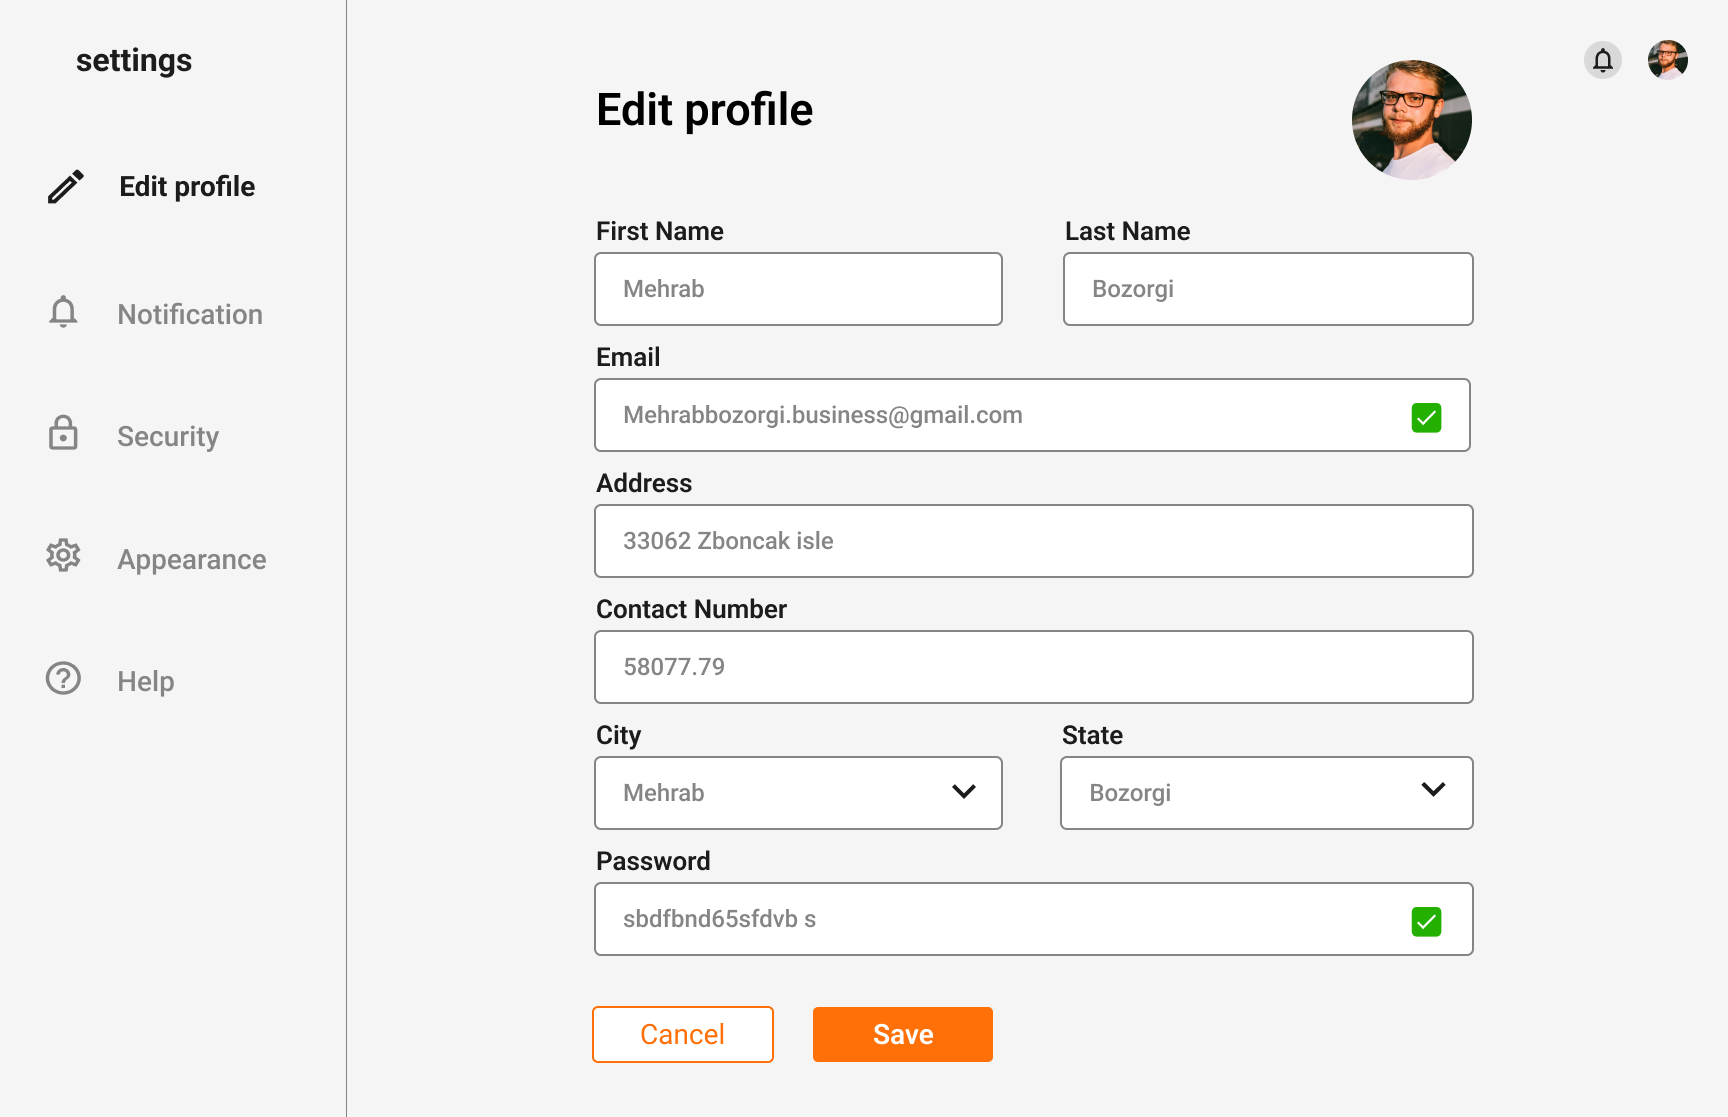 settings
Edit profile
Notification
Security
Appearance
Help
Edit profile
First Name
Last Name
Mehrab
Bozorgi
Email
Mehrabbozorgi.business@gmail.com
Address
33062 Zboncak isle
Contact Number
58077.79
City
State
Mehrab
Bozorgi
Password
sbdfbnd65sfdvb s
Cancel
Save